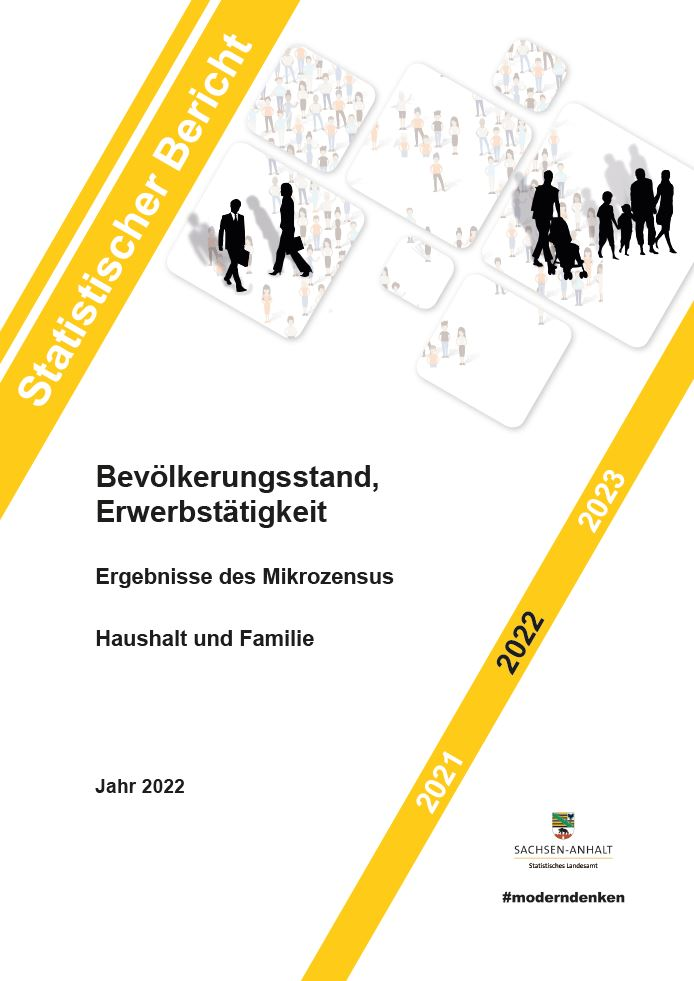 Statistischer Bericht
Bevölkerungsstand,
Erwerbstätigkeit
Ergebnisse des Mikrozensus
Haushalt und Familie
Jahr 2022
2023
2022
2021
SACHSEN-ANHALT
Statistisches Landesamt
#moderndenken